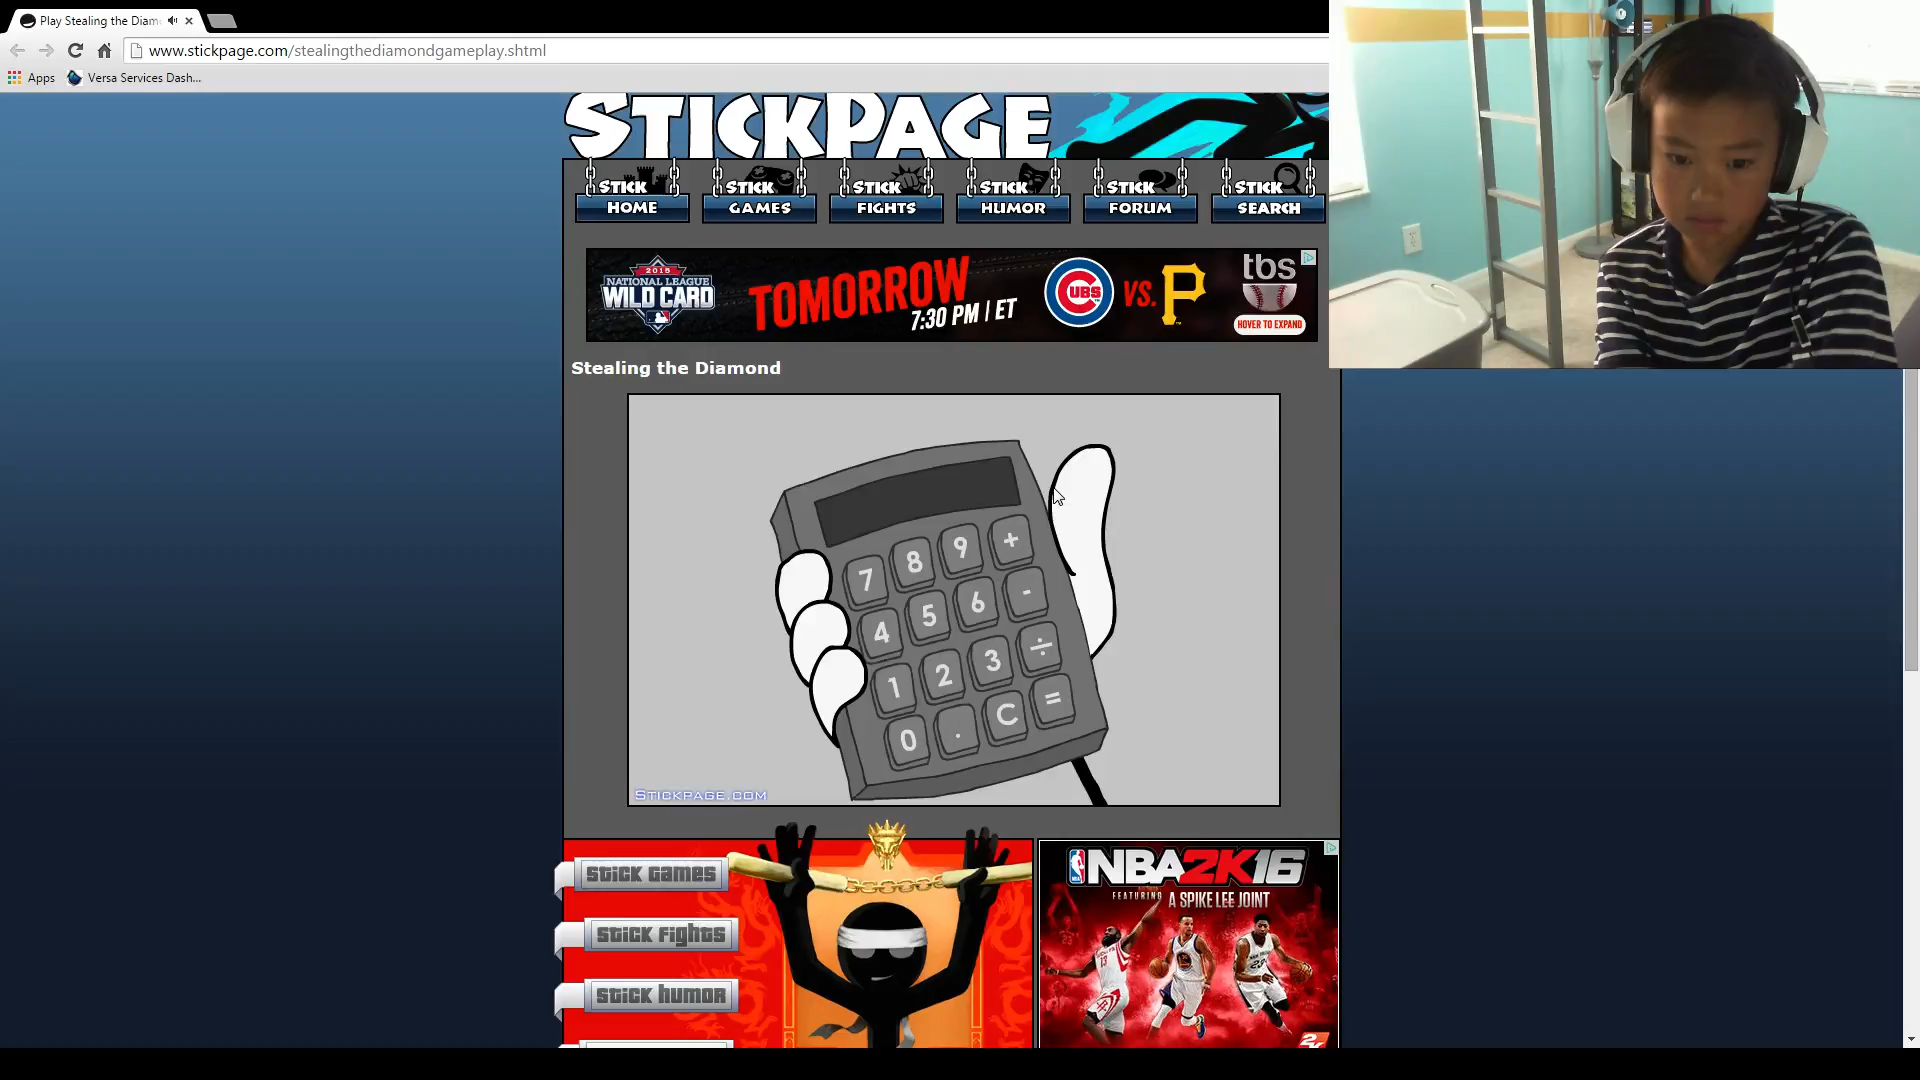 Play Stealing the Diam
www.stickpage.com/stealingthediamondgameplay.shtml
Apps Versa Services Dash...
STICKPAGE
STICK HOME
STICK GAMES
STICK FIGHTS
STICK HUMOR
STICK FORUM
STICK SEARCH
2015
NATIONAL LEAGUE
WILD CARD
TOMORROW
7:30 PM | ET
CUBS VS. P
tbs
HOVER TO EXPAND
Stealing the Diamond
7 8 9 +
4 5 6 -
1 2 3 ÷
0 . C =
STICKPAGE.COM
STICK GAMES
STICK FIGHTS
STICK HUMOR
NBA 2K16
FEATURING A SPIKE LEE JOINT
2K